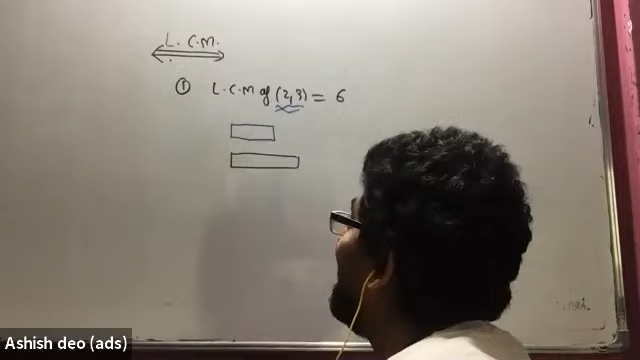 L.C.M.
① L.C.M of (2,3) = 6
Ashish deo (ads)